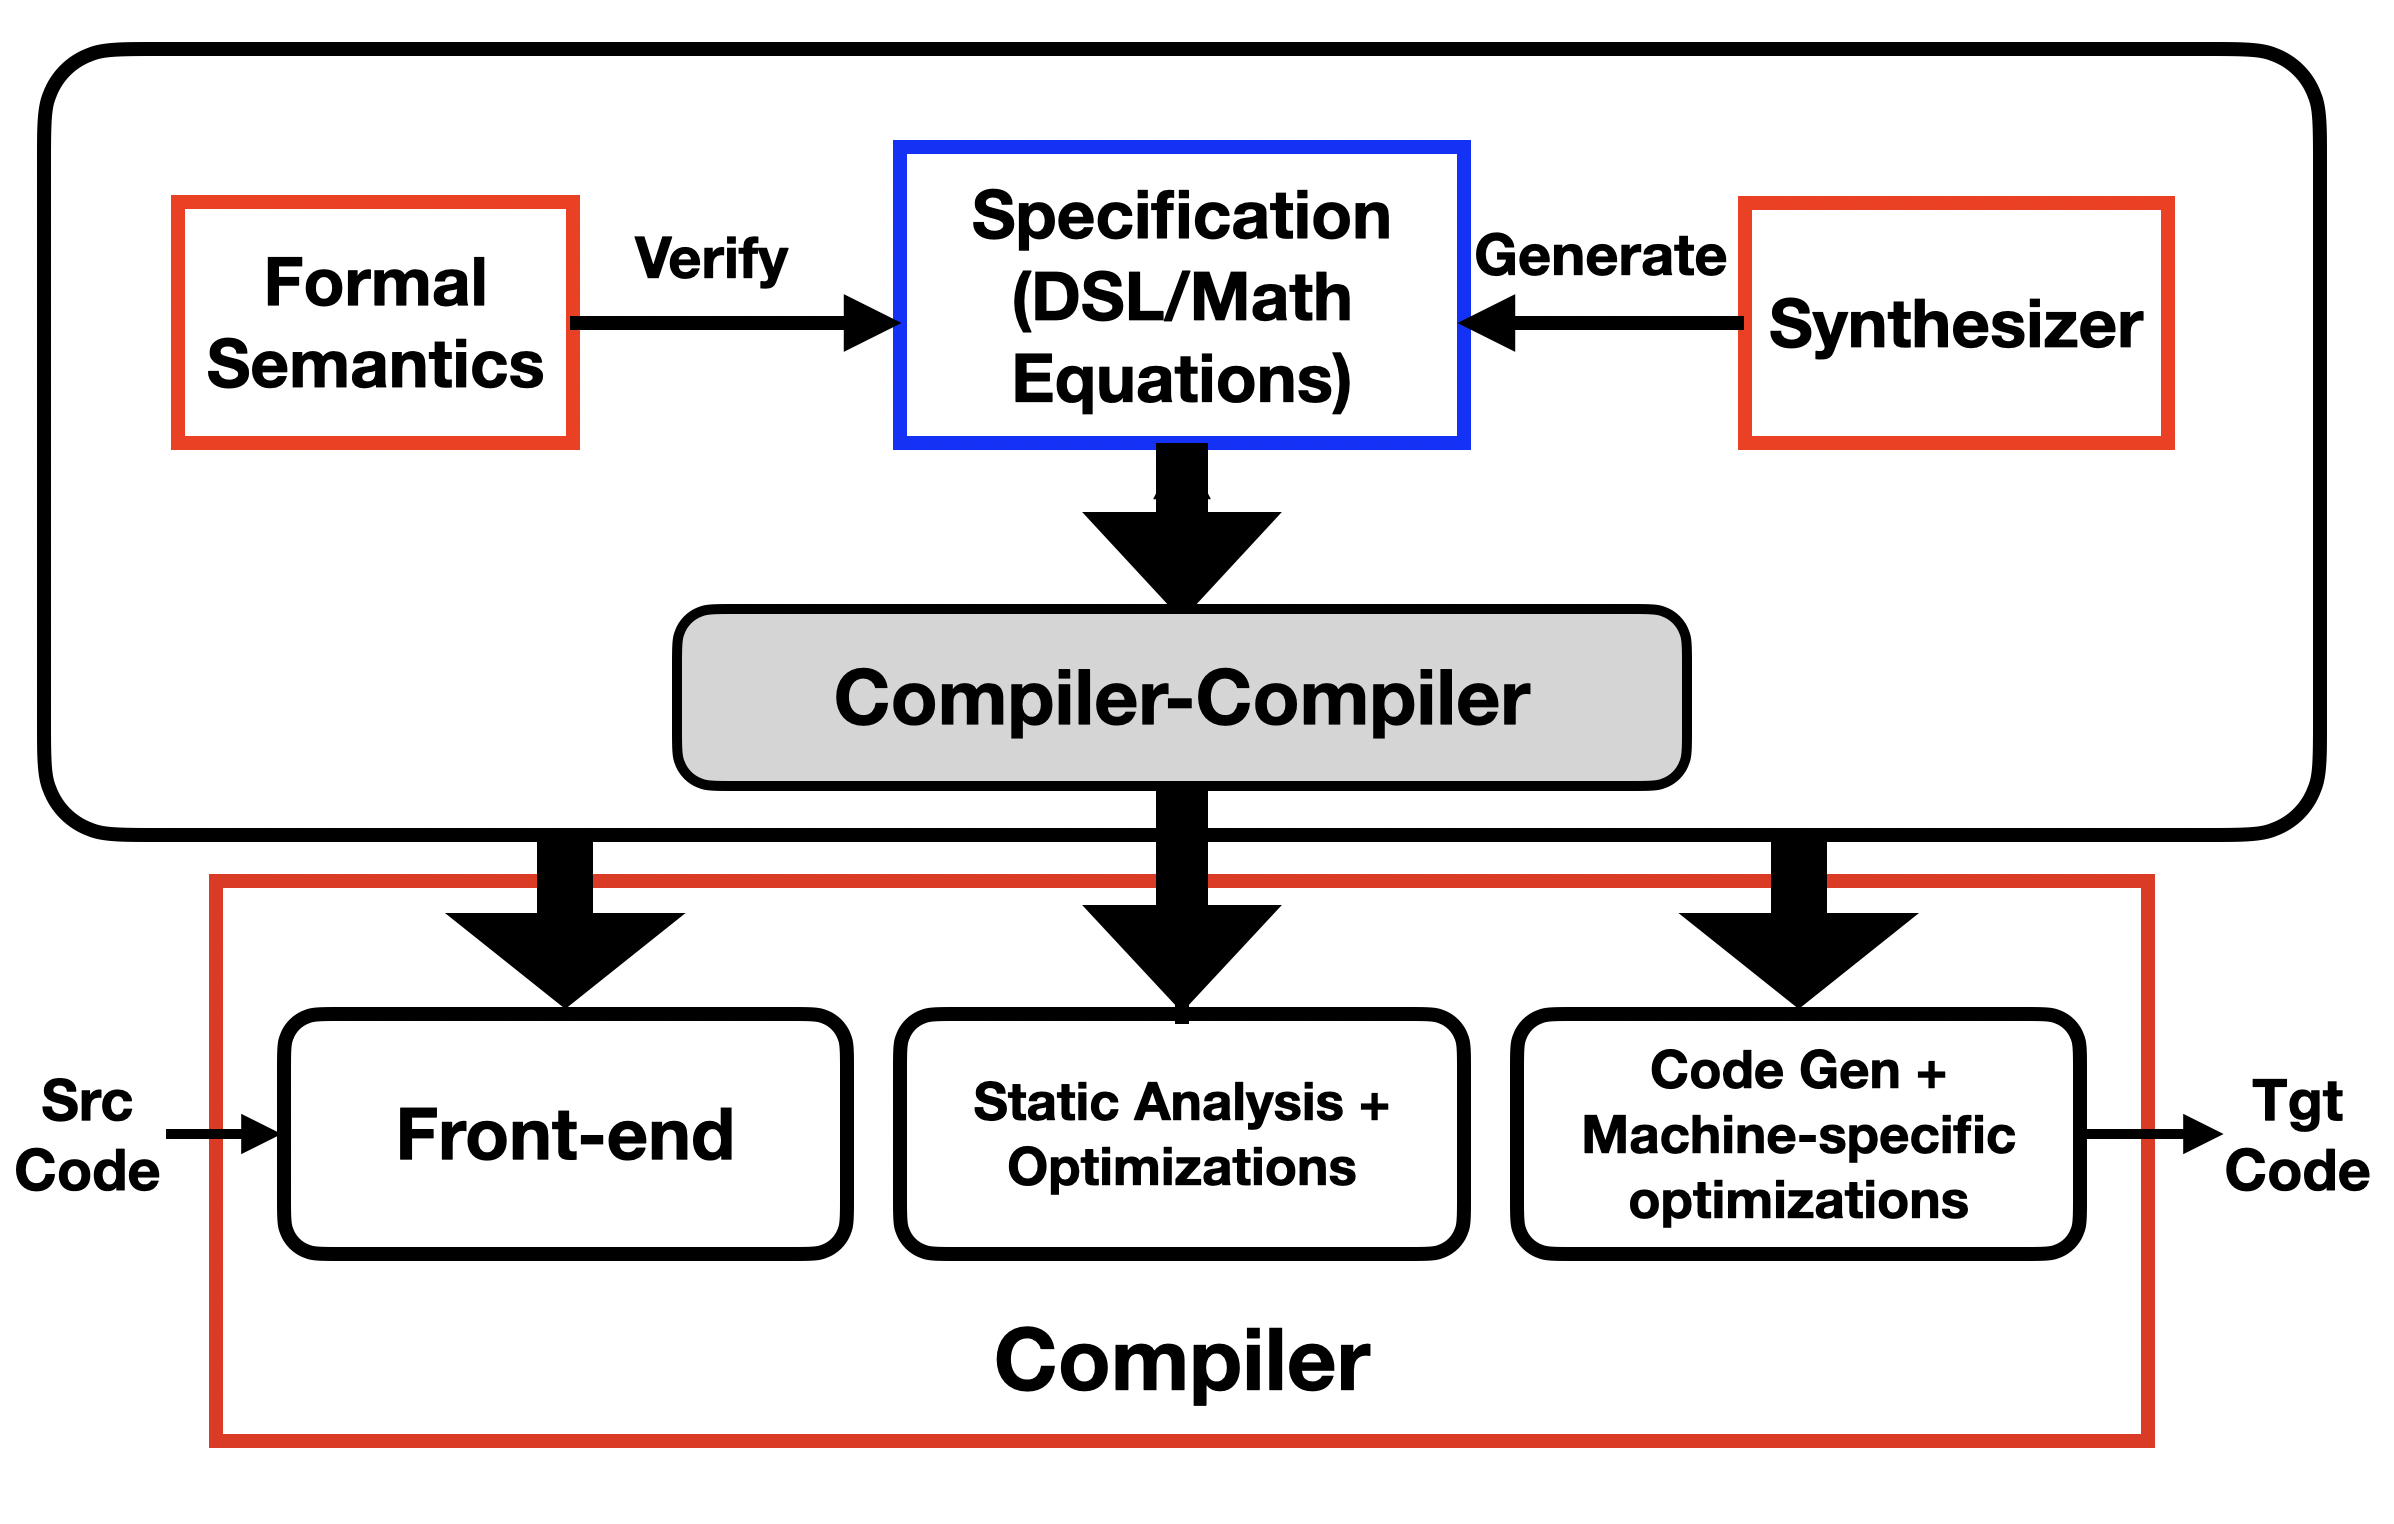 Formal
Semantics
Verify
Specification
(DSL/Math
Equations)
Generate
Synthesizer
Compiler-Compiler
Src
Code
Front-end
Static Analysis +
Optimizations
Code Gen +
Machine-specific
optimizations
Tgt
Code
Compiler